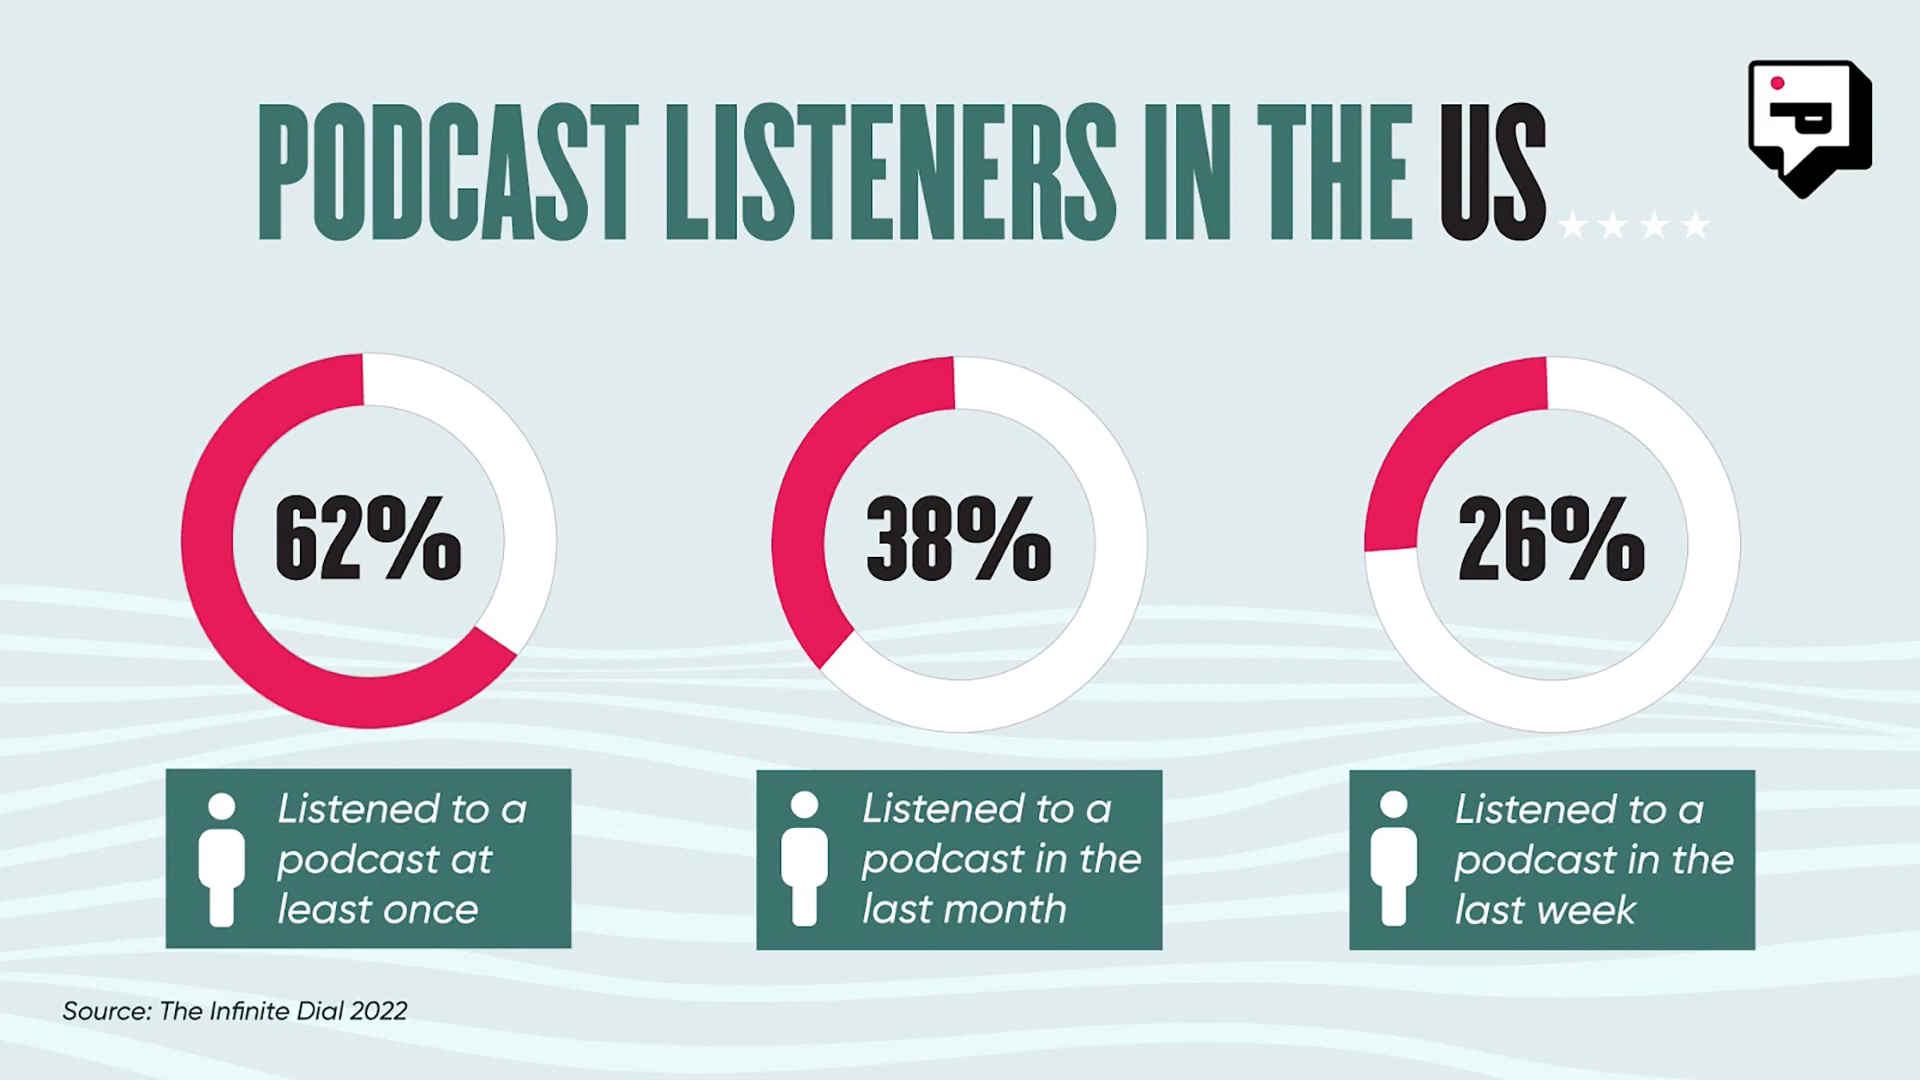 PODCAST LISTENERS IN THE US
62%
38%
26%
Listened to a
podcast at
least once
Listened to a
podcast in the
last month
Listened to a
podcast in the
last week
Source: The Infinite Dial 2022